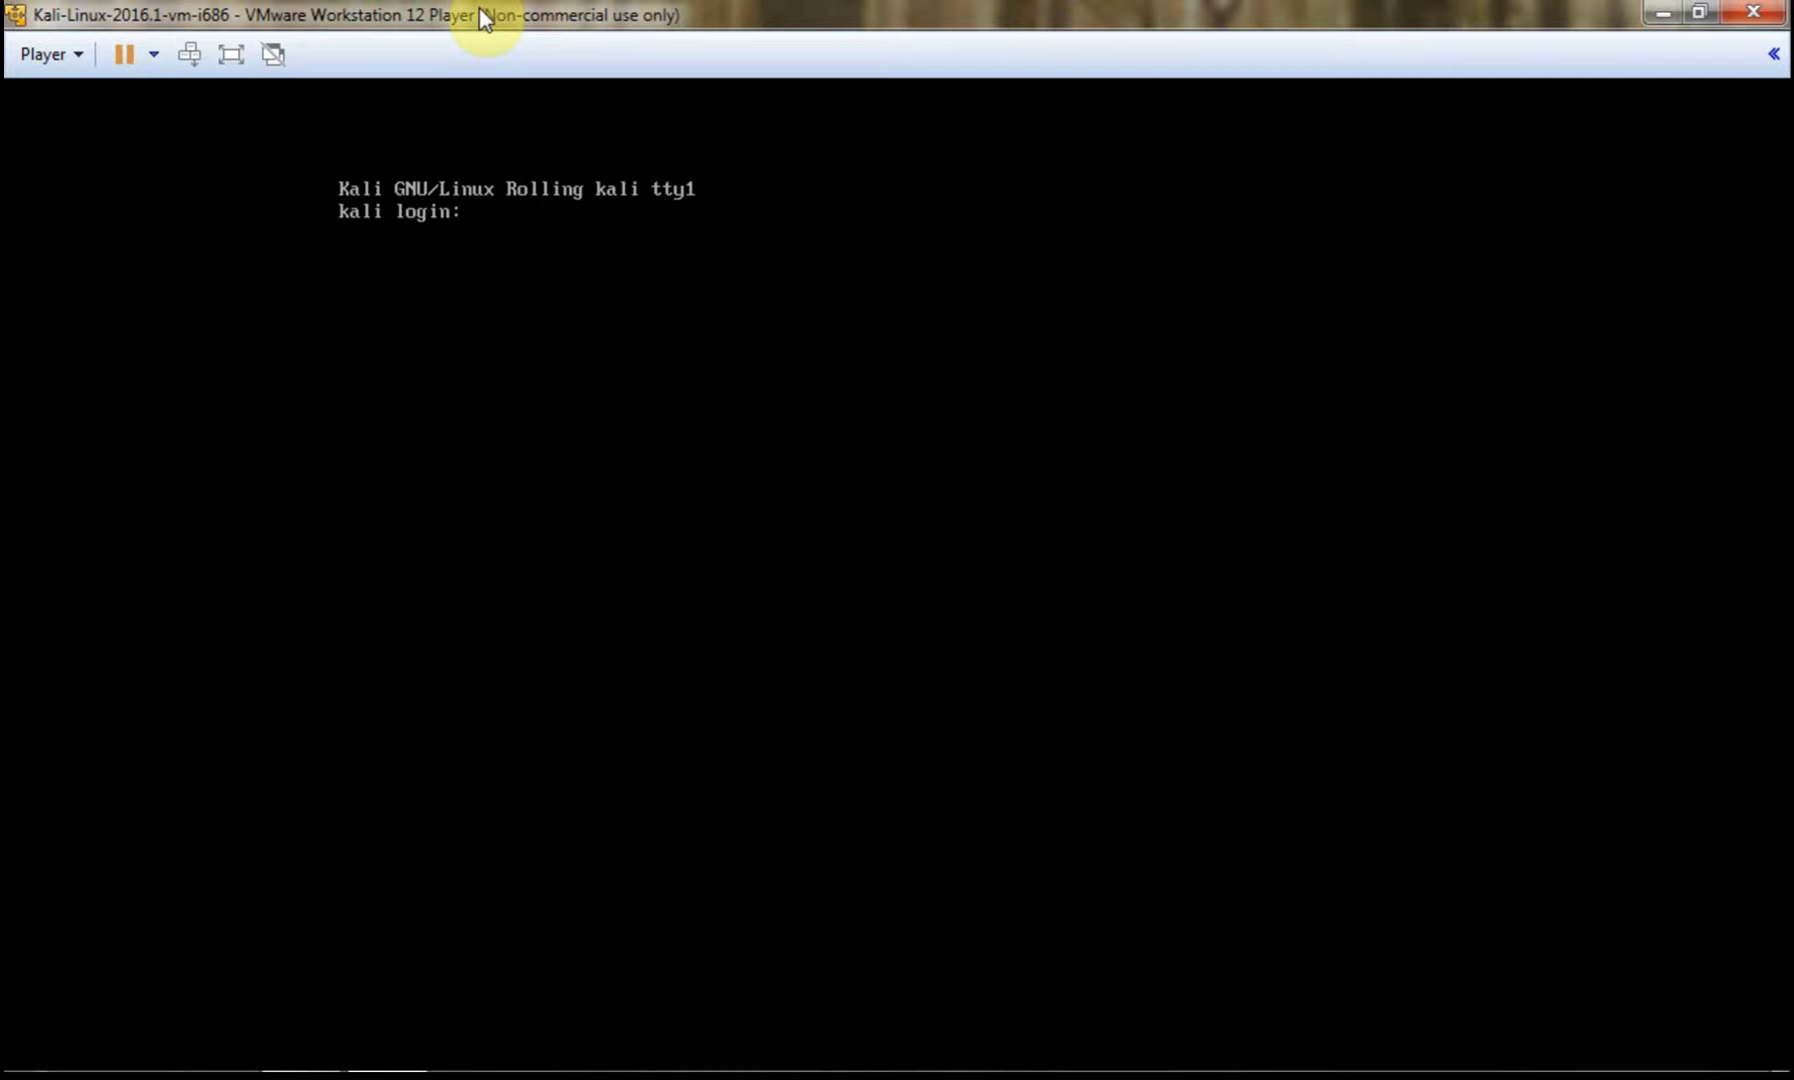 Kali-Linux-2016.1-vm-i686 - VMware Workstation 12 Player (Non-commercial use only)
Player
Kali GNU/Linux Rolling kali tty1
kali login: